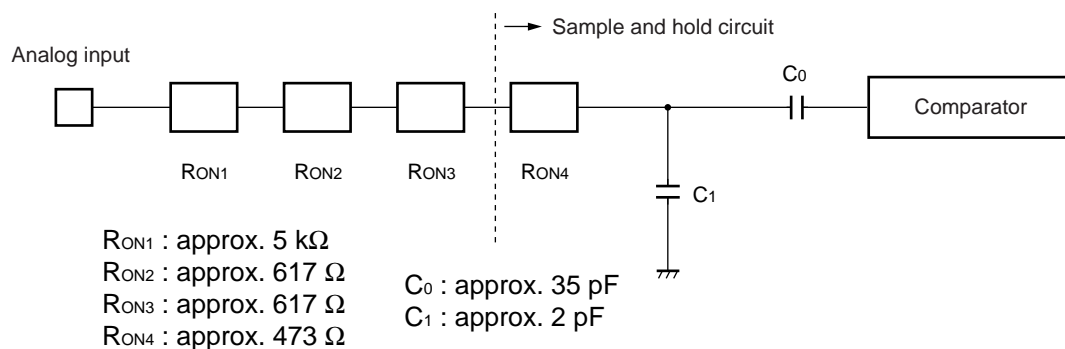 Sample and hold circuit
Analog input
C0
Comparator
RON1
RON2
RON3
RON4
C1
RON1 : approx. 5 kΩ
RON2 : approx. 617 Ω
RON3 : approx. 617 Ω
RON4 : approx. 473 Ω
C0 : approx. 35 pF
C1 : approx. 2 pF